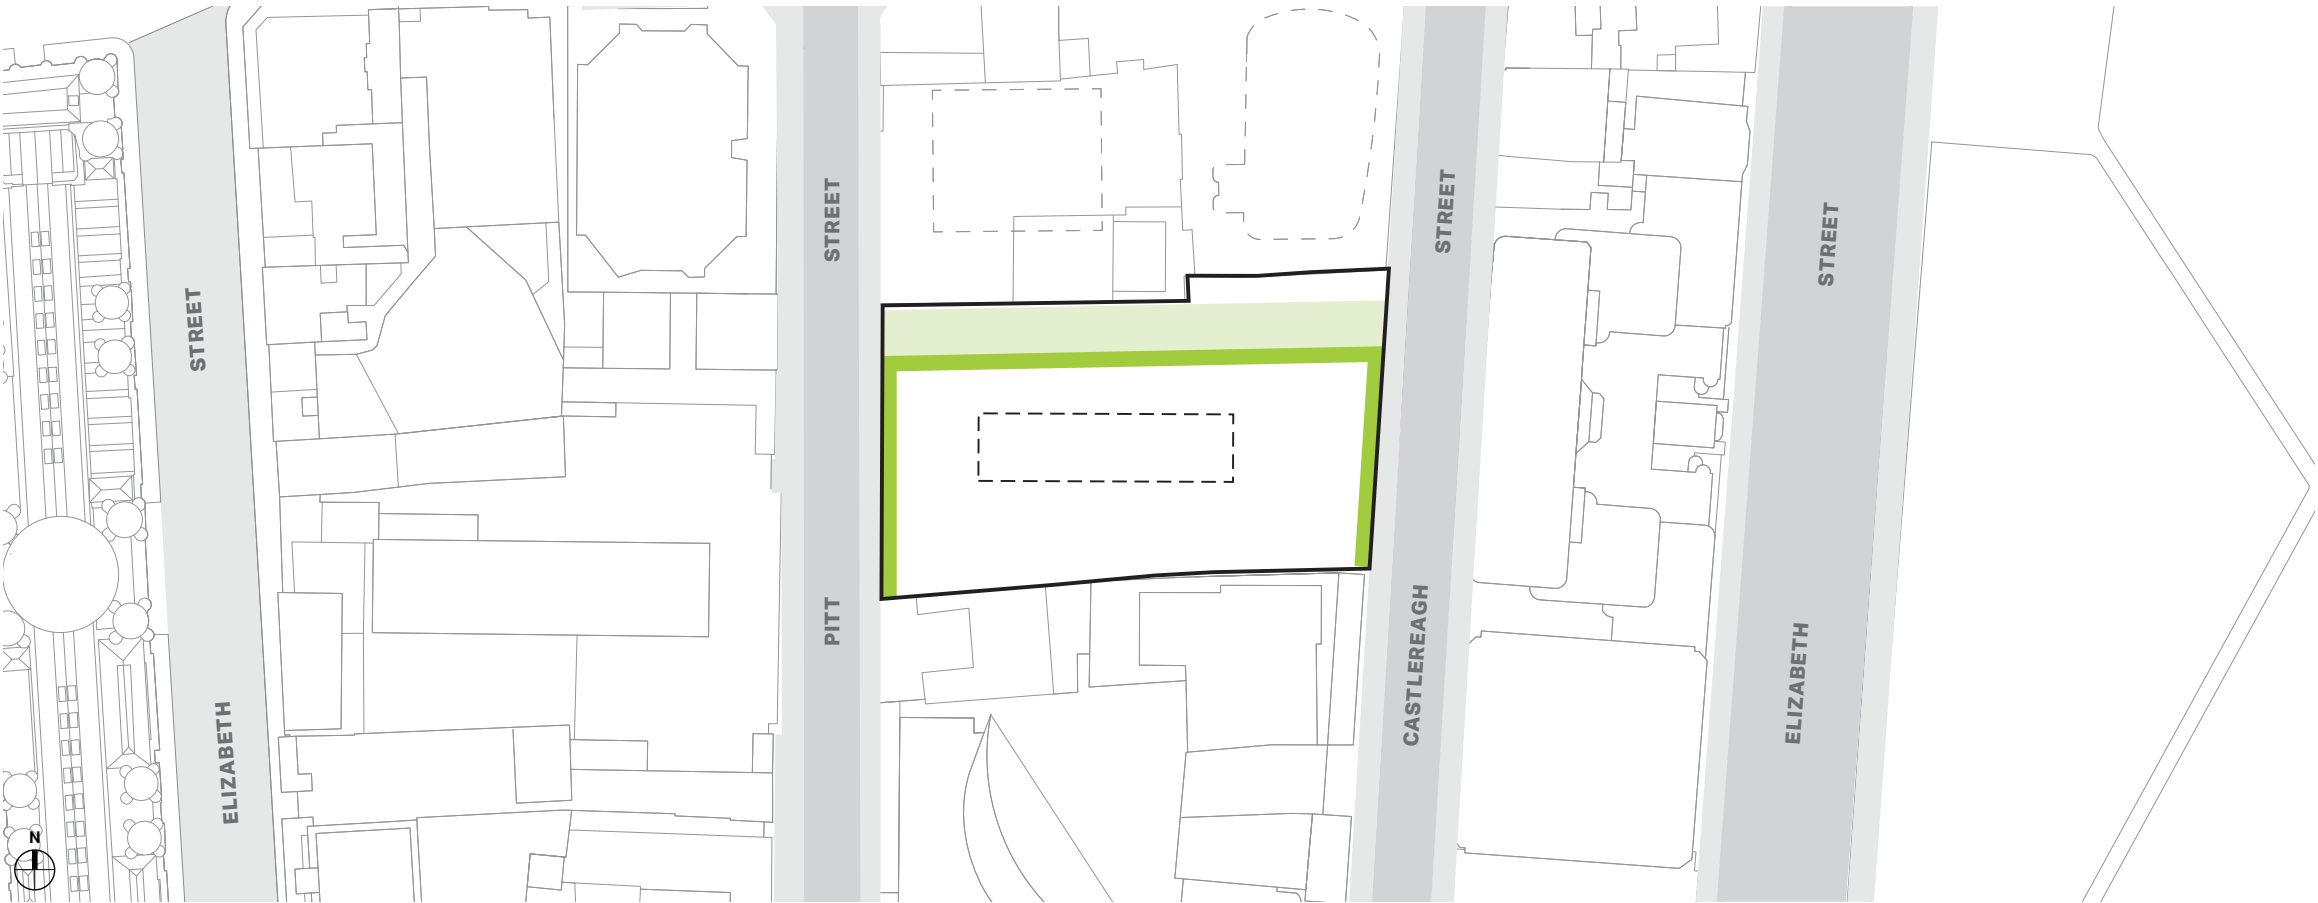 STREET
STREET
STREET
STREET
ELIZABETH
PITT
CASTLEREAGH
ELIZABETH
N